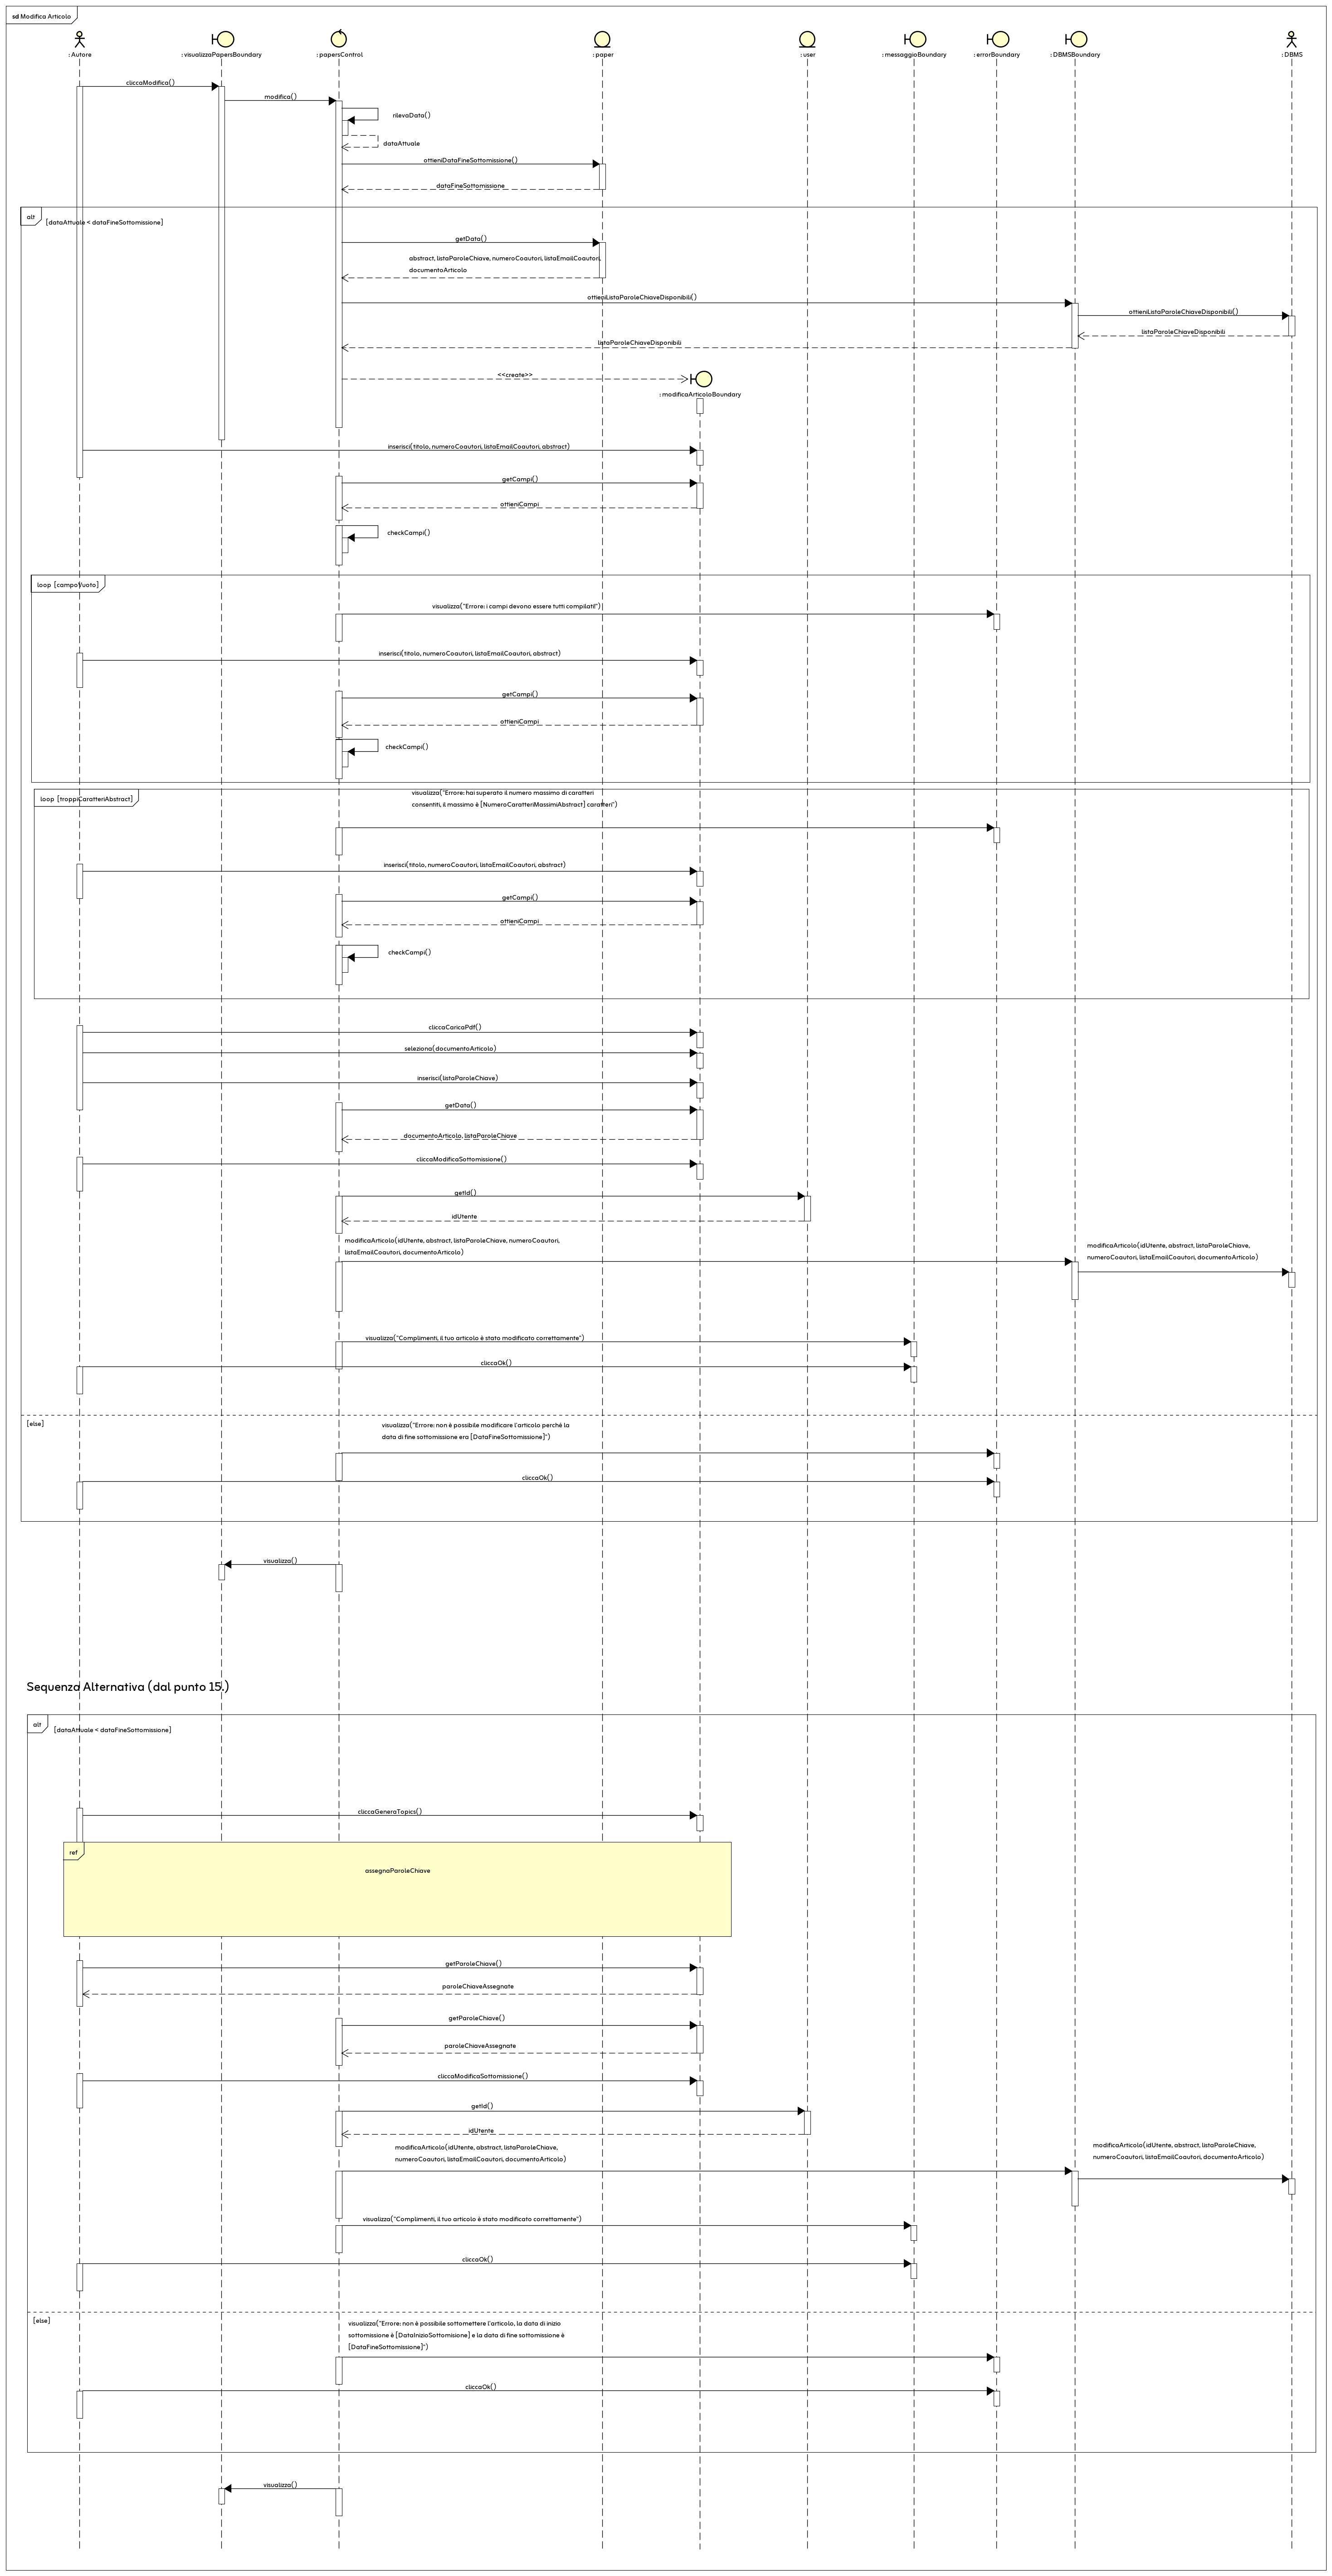 sd Modifica Articolo
: Autore
: visualizzaPapersBoundary
: papersControl
: paper
: user
: messaggioBoundary
: errorBoundary
: DBMSBoundary
: DBMS
cliccaModifica()
modifica()
rilevaData()
dataAttuale
ottieniDataFineSottomissione()
dataFineSottomissione
alt
[dataAttuale < dataFineSottomissione]
getData()
abstract, listaParoleChiave, numeroCoautori, listaEmailCoautori,
documentoArticolo
ottieniListaParoleChiaveDisponibili()
ottieniListaParoleChiaveDisponibili()
listaParoleChiaveDisponibili
listaParoleChiaveDisponibili
<<create>>
: modificaArticoloBoundary
inserisci(titolo, numeroCoautori, listaEmailCoautori, abstract)
getCampi()
ottieniCampi
checkCampi()
loop [campoVuoto]
visualizza("Errore: i campi devono essere tutti compilati!")
inserisci(titolo, numeroCoautori, listaEmailCoautori, abstract)
getCampi()
ottieniCampi
checkCampi()
loop [troppiCaratteriAbstract]
visualizza("Errore: hai superato il numero massimo di caratteri
consentiti, il massimo è [NumeroCaratteriMassimiAbstract] caratteri")
inserisci(titolo, numeroCoautori, listaEmailCoautori, abstract)
getCampi()
ottieniCampi
checkCampi()
cliccaCaricaPdf()
seleziona(documentoArticolo)
inserisci(listaParoleChiave)
getData()
documentoArticolo, listaParoleChiave
cliccaModificaSottomissione()
getId()
idUtente
modificaArticolo(idUtente, abstract, listaParoleChiave, numeroCoautori,
listaEmailCoautori, documentoArticolo)
modificaArticolo(idUtente, abstract, listaParoleChiave,
numeroCoautori, listaEmailCoautori, documentoArticolo)
visualizza("Complimenti, il tuo articolo è stato modificato correttamente")
cliccaOk()
[else]
visualizza("Errore: non è possibile modificare l'articolo perchè la
data di fine sottomissione era [DataFineSottomissione]")
cliccaOk()
visualizza()
Sequenza Alternativa (dal punto 15.)
alt
[dataAttuale < dataFineSottomissione]
cliccaGeneraTopics()
ref
assegnaParoleChiave
getParoleChiave()
paroleChiaveAssegnate
getParoleChiave()
paroleChiaveAssegnate
cliccaModificaSottomissione()
getId()
idUtente
modificaArticolo(idUtente, abstract, listaParoleChiave,
numeroCoautori, listaEmailCoautori, documentoArticolo)
modificaArticolo(idUtente, abstract, listaParoleChiave,
numeroCoautori, listaEmailCoautori, documentoArticolo)
visualizza("Complimenti, il tuo articolo è stato modificato correttamente")
cliccaOk()
[else]
visualizza("Errore: non è possibile sottomettere l'articolo, la data di inizio
sottomissione è [DataInizioSottomisione] e la data di fine sottomissione è
[DataFineSottomissione]")
cliccaOk()
visualizza()